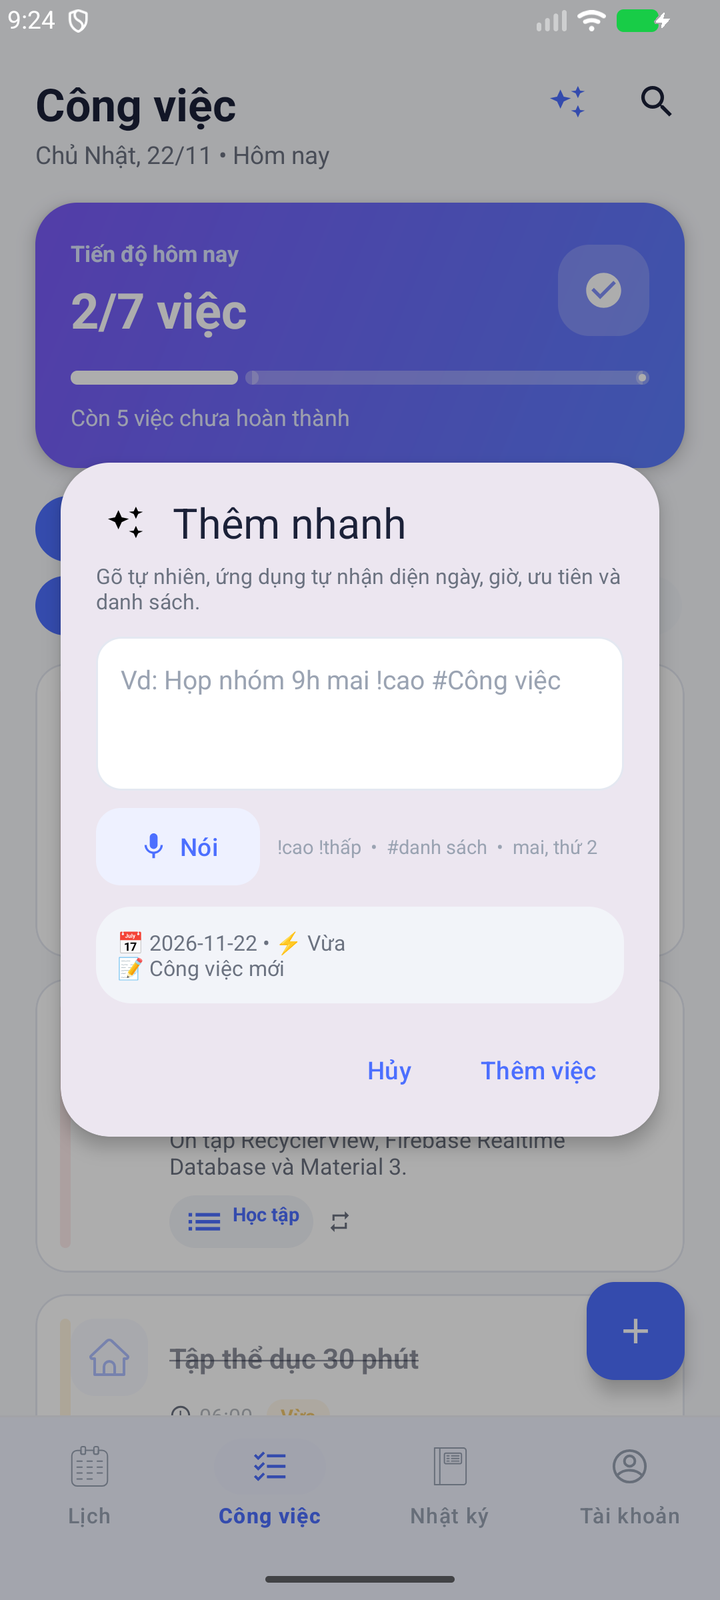 9:24
Công việc
Chủ Nhật, 22/11 • Hôm nay
Tiến độ hôm nay
2/7 việc
Còn 5 việc chưa hoàn thành
Thêm nhanh
Gõ tự nhiên, ứng dụng tự nhận diện ngày, giờ, ưu tiên và
danh sách.
Vd: Họp nhóm 9h mai !cao #Công việc
Nói
!cao !thấp • #danh sách • mai, thứ 2
📅 2026-11-22 • ⚡ Vừa
📝 Công việc mới
Hủy
Thêm việc
Ôn tập RecyclerView, Firebase Realtime
Database và Material 3.
Học tập
Tập thể dục 30 phút
06:00 Vừa
Lịch
Công việc
Nhật ký
Tài khoản